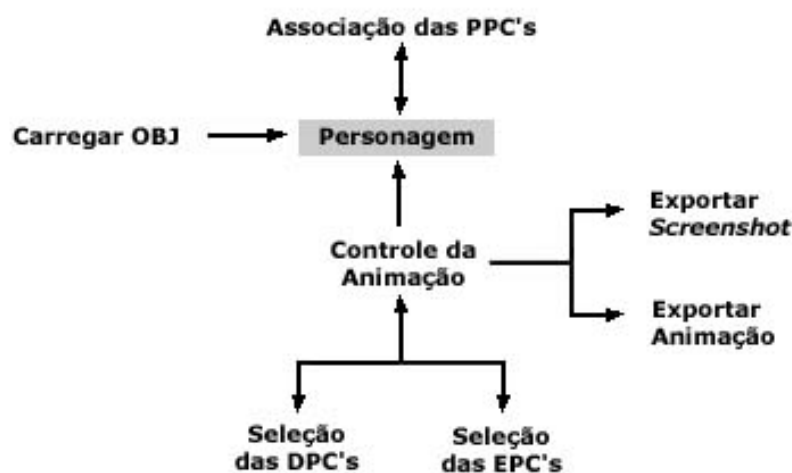 Associação das PPC's
Carregar OBJ
Personagem
Exportar
Screenshot
Controle da
Animação
Exportar
Animação
Seleção
das DPC's
Seleção
das EPC's